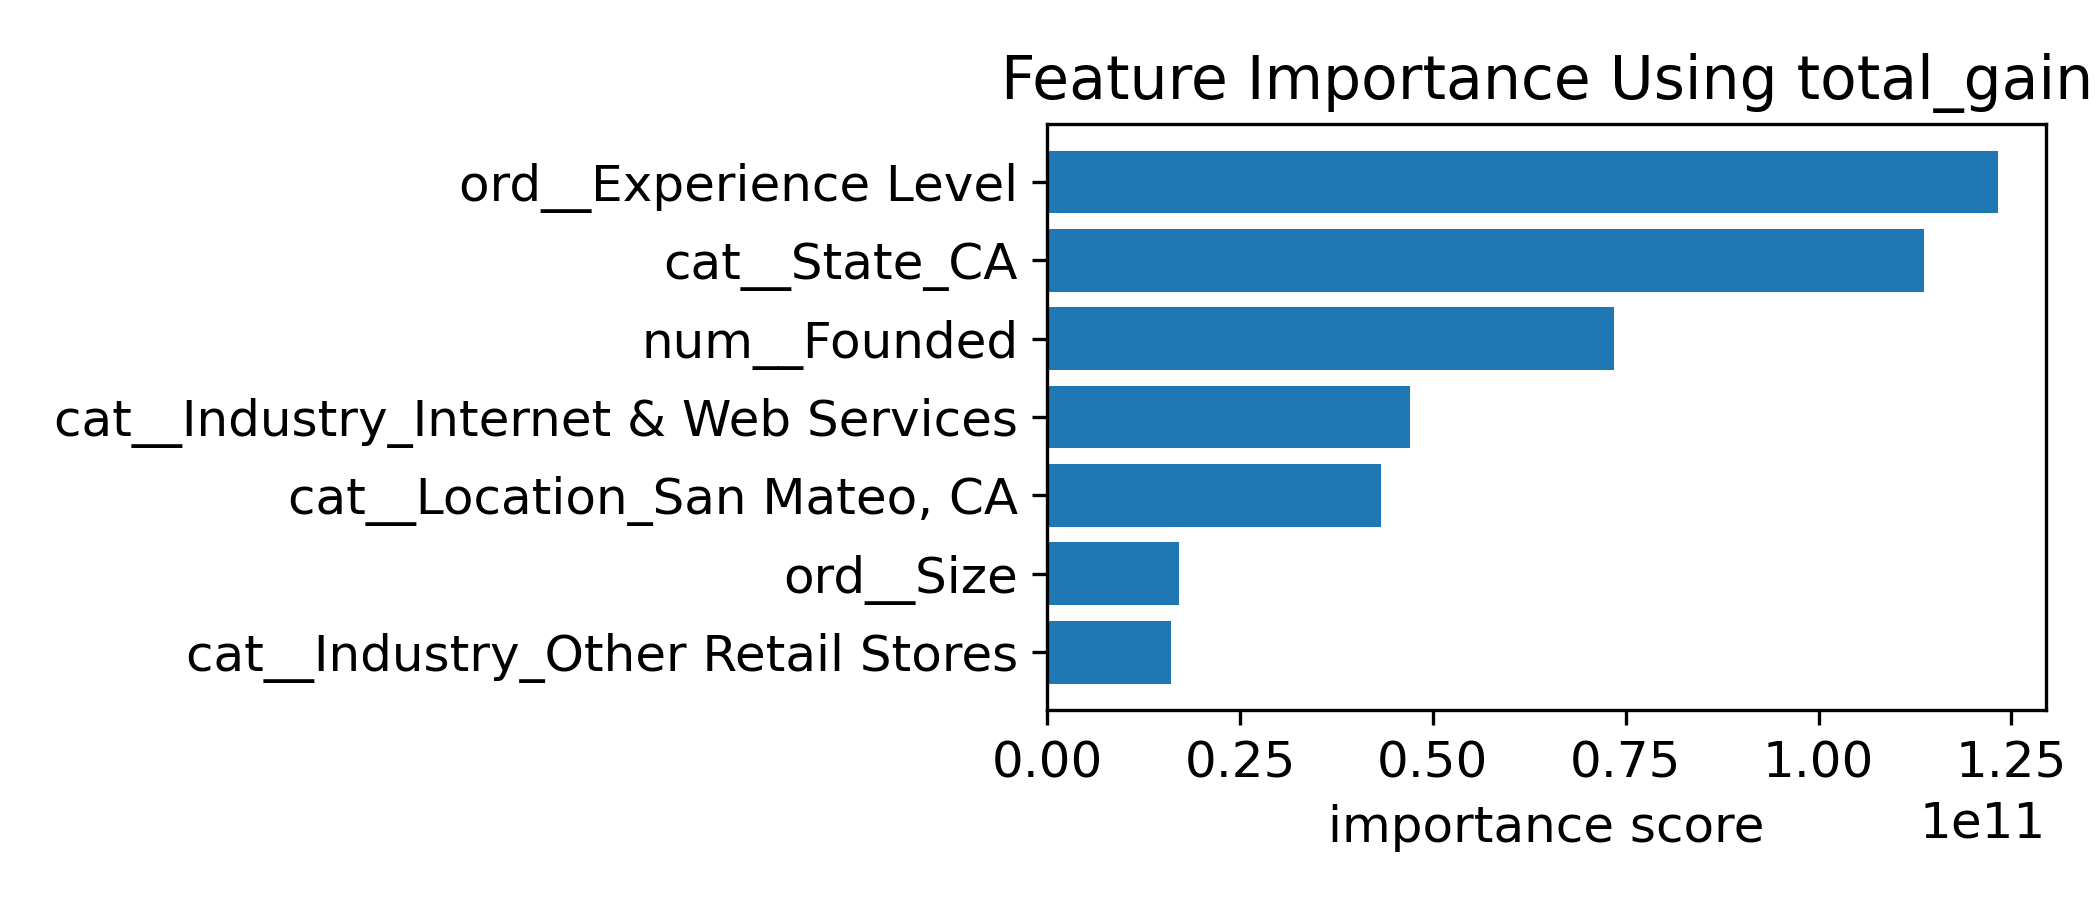 Feature Importance Using total_gain
ord__Experience Level
cat__State_CA
num__Founded
cat__Industry_Internet & Web Services
cat__Location_San Mateo, CA
ord__Size
cat__Industry_Other Retail Stores
0.00 0.25 0.50 0.75 1.00 1.25
importance score 1e11